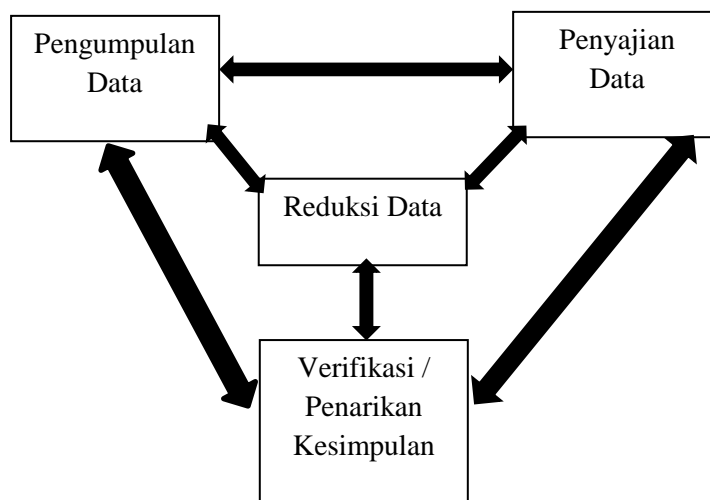 Pengumpulan
Data
Penyajian
Data
Reduksi Data
Verifikasi /
Penarikan
Kesimpulan